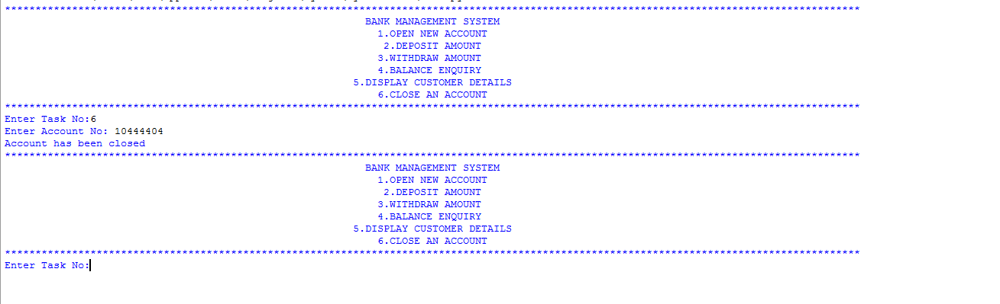 ****************************************************************************************************************************************************
BANK MANAGEMENT SYSTEM
1.OPEN NEW ACCOUNT
2.DEPOSIT AMOUNT
3.WITHDRAW AMOUNT
4.BALANCE ENQUIRY
5.DISPLAY CUSTOMER DETAILS
6.CLOSE AN ACCOUNT
****************************************************************************************************************************************************
Enter Task No:6
Enter Account No: 10444404
Account has been closed
****************************************************************************************************************************************************
BANK MANAGEMENT SYSTEM
1.OPEN NEW ACCOUNT
2.DEPOSIT AMOUNT
3.WITHDRAW AMOUNT
4.BALANCE ENQUIRY
5.DISPLAY CUSTOMER DETAILS
6.CLOSE AN ACCOUNT
****************************************************************************************************************************************************
Enter Task No: